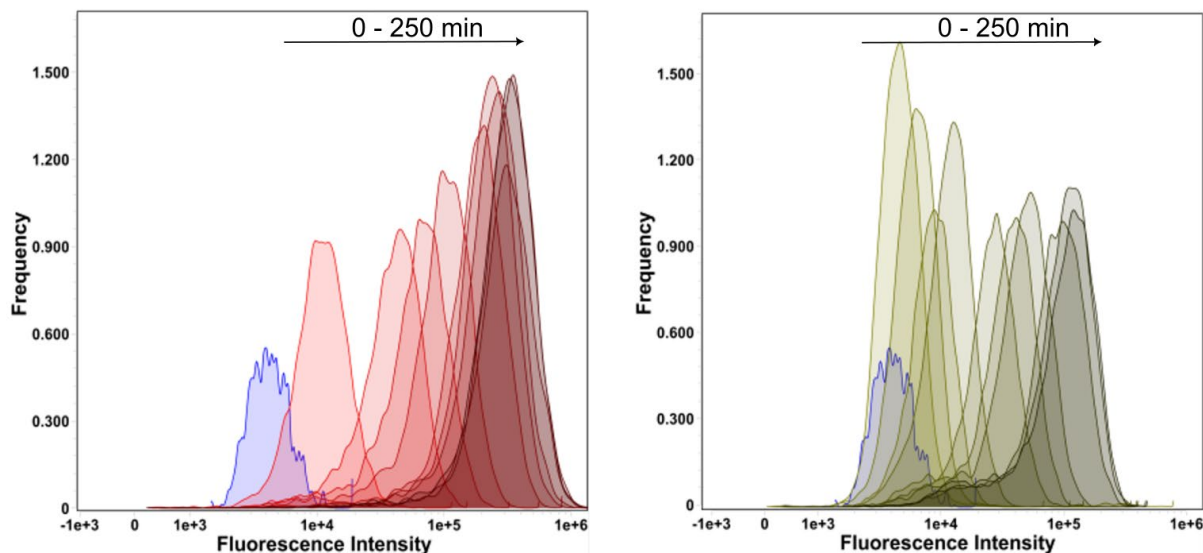 0 - 250 min
1.500
1.200
0.900
0.600
0.300
0
Frequency
-1e+3 0 1e+3 1e+4 1e+5 1e+6
Fluorescence Intensity
0 - 250 min
1.500
1.200
0.900
0.600
0.300
0
Frequency
-1e+3 0 1e+3 1e+4 1e+5 1e+6
Fluorescence Intensity